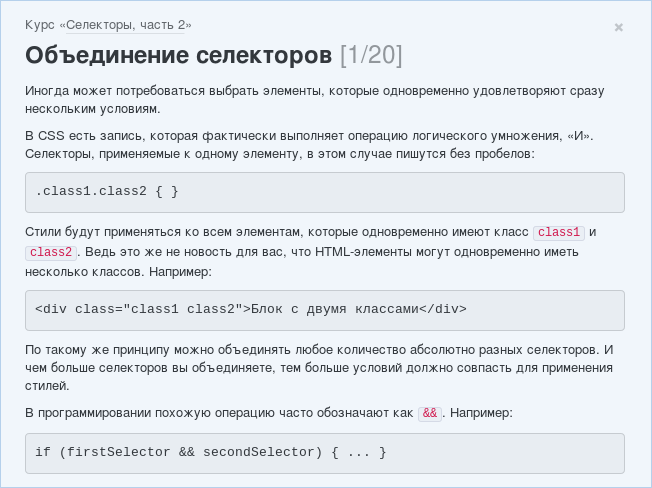 Курс «Селекторы, часть 2»
✖
Объединение селекторов [1/20]
Иногда может потребоваться выбрать элементы, которые одновременно удовлетворяют сразу
нескольким условиям.
В CSS есть запись, которая фактически выполняет операцию логического умножения, «И».
Селекторы, применяемые к одному элементу, в этом случае пишутся без пробелов:
.class1.class2 { }
Стили будут применяться ко всем элементам, которые одновременно имеют класс class1 и
class2. Ведь это же не новость для вас, что HTML-элементы могут одновременно иметь
несколько классов. Например:
<div class="class1 class2">Блок с двумя классами</div>
По такому же принципу можно объединять любое количество абсолютно разных селекторов. И
чем больше селекторов вы объединяете, тем больше условий должно совпасть для применения
стилей.
В программировании похожую операцию часто обозначают как &&. Например:
if (firstSelector && secondSelector) { ... }